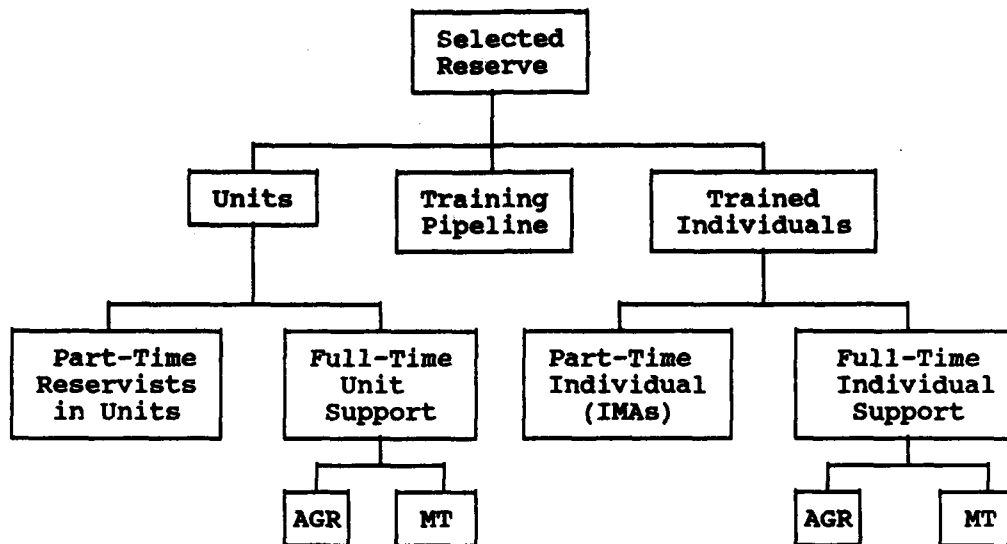 Selected
Reserve
Units
Training
Pipeline
Trained
Individuals
Part-Time
Reservists
in Units
Full-Time
Unit
Support
Part-Time
Individual
(IMAs)
Full-Time
Individual
Support
AGR
MT
AGR
MT